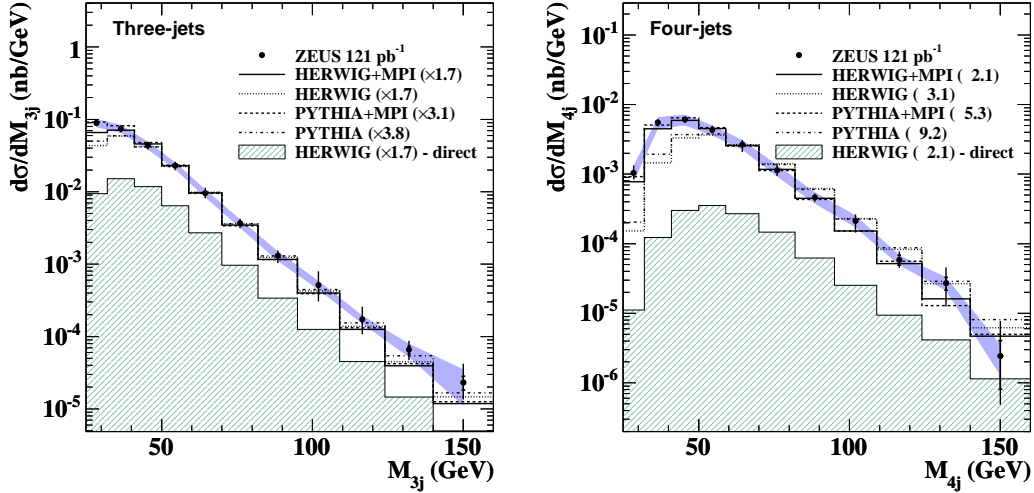 Three-jets
ZEUS 121 pb⁻¹
HERWIG+MPI (×1.7)
HERWIG (×1.7)
PYTHIA+MPI (×3.1)
PYTHIA (×3.8)
HERWIG (×1.7) - direct
dσ/dM₃ⱼ (nb/GeV)
1
10⁻¹
10⁻²
10⁻³
10⁻⁴
10⁻⁵
50 100 150
M₃ⱼ (GeV)
Four-jets
ZEUS 121 pb⁻¹
HERWIG+MPI ( 2.1)
HERWIG ( 3.1)
PYTHIA+MPI ( 5.3)
PYTHIA ( 9.2)
HERWIG ( 2.1) - direct
dσ/dM₄ⱼ (nb/GeV)
10⁻¹
10⁻²
10⁻³
10⁻⁴
10⁻⁵
10⁻⁶
50 100 150
M₄ⱼ (GeV)